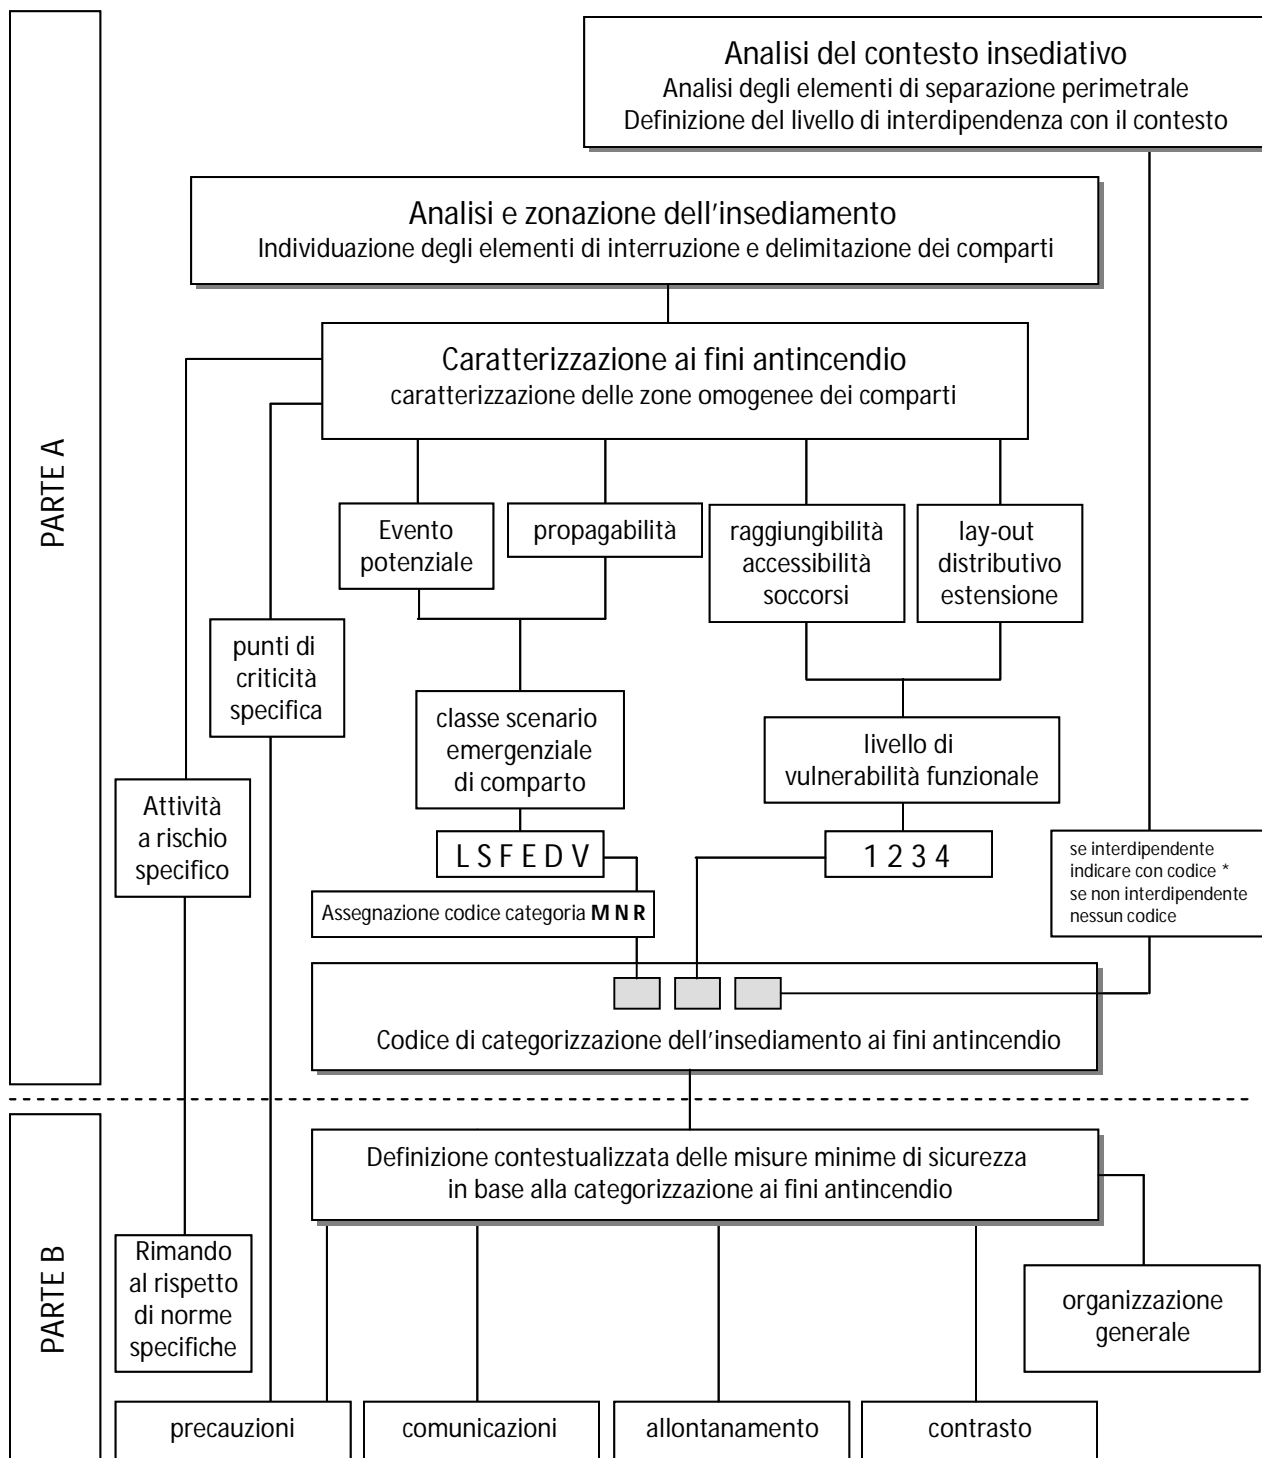 PARTE A
Analisi del contesto insediativo
Analisi degli elementi di separazione perimetrale
Definizione del livello di interdipendenza con il contesto
Analisi e zonazione dell'insediamento
Individuazione degli elementi di interruzione e delimitazione dei comparti
Caratterizzazione ai fini antincendio
caratterizzazione delle zone omogenee dei comparti
Evento
potenziale
propagabilità
raggiungibilità
accessibilità
soccorsi
lay-out
distributivo
estensione
punti di
criticità
specifica
classe scenario
emergenziale
di comparto
livello di
vulnerabilità funzionale
Attività
a rischio
specifico
L S F E D V
1 2 3 4
se interdipendente
indicare con codice *
se non interdipendente
nessun codice
Assegnazione codice categoria M N R
Codice di categorizzazione dell'insediamento ai fini antincendio
PARTE B
Definizione contestualizzata delle misure minime di sicurezza
in base alla categorizzazione ai fini antincendio
Rimando
al rispetto
di norme
specifiche
organizzazione
generale
precauzioni
comunicazioni
allontanamento
contrasto